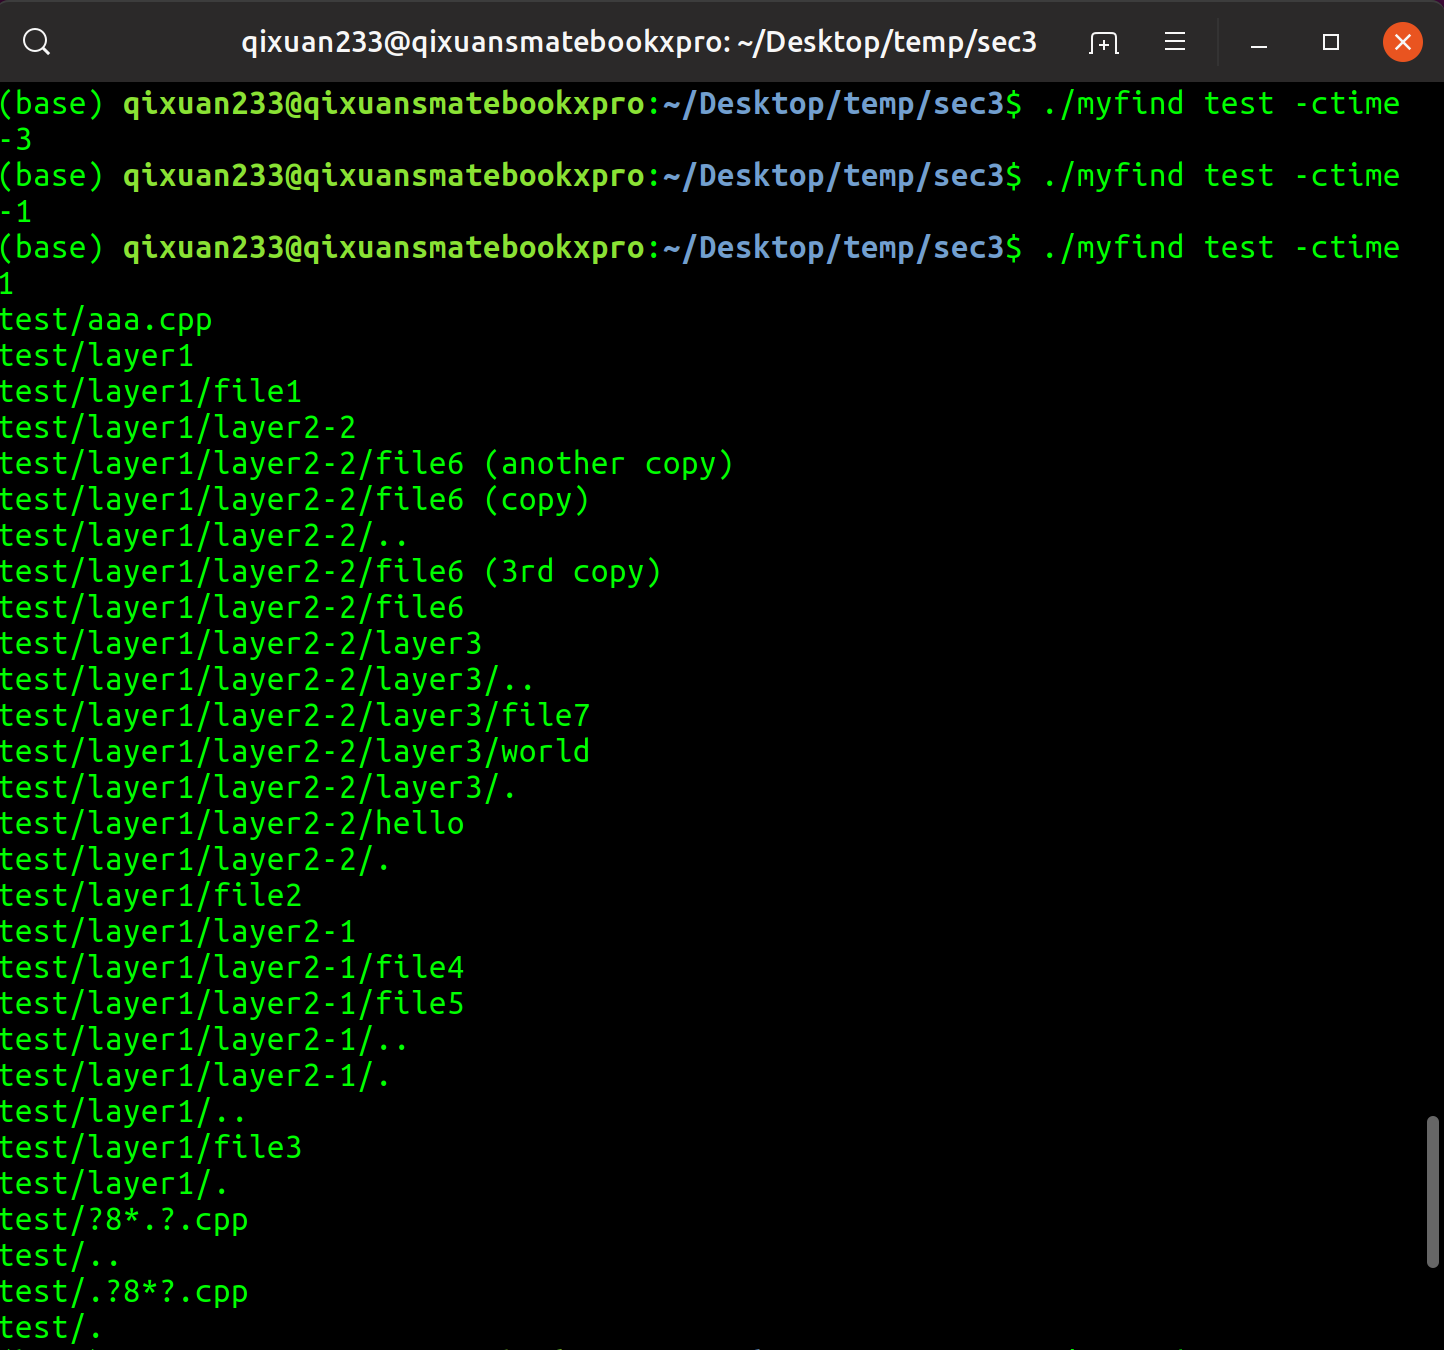 qixuan233@qixuansmatebookxpro: ~/Desktop/temp/sec3
(base) qixuan233@qixuansmatebookxpro:~/Desktop/temp/sec3$ ./myfind test -ctime
-3
(base) qixuan233@qixuansmatebookxpro:~/Desktop/temp/sec3$ ./myfind test -ctime
-1
(base) qixuan233@qixuansmatebookxpro:~/Desktop/temp/sec3$ ./myfind test -ctime
1
test/aaa.cpp
test/layer1
test/layer1/file1
test/layer1/layer2-2
test/layer1/layer2-2/file6 (another copy)
test/layer1/layer2-2/file6 (copy)
test/layer1/layer2-2/..
test/layer1/layer2-2/file6 (3rd copy)
test/layer1/layer2-2/file6
test/layer1/layer2-2/layer3
test/layer1/layer2-2/layer3/..
test/layer1/layer2-2/layer3/file7
test/layer1/layer2-2/layer3/world
test/layer1/layer2-2/layer3/.
test/layer1/layer2-2/hello
test/layer1/layer2-2/.
test/layer1/file2
test/layer1/layer2-1
test/layer1/layer2-1/file4
test/layer1/layer2-1/file5
test/layer1/layer2-1/..
test/layer1/layer2-1/.
test/layer1/..
test/layer1/file3
test/layer1/.
test/?8*.?.cpp
test/..
test/.?8*?.cpp
test/.